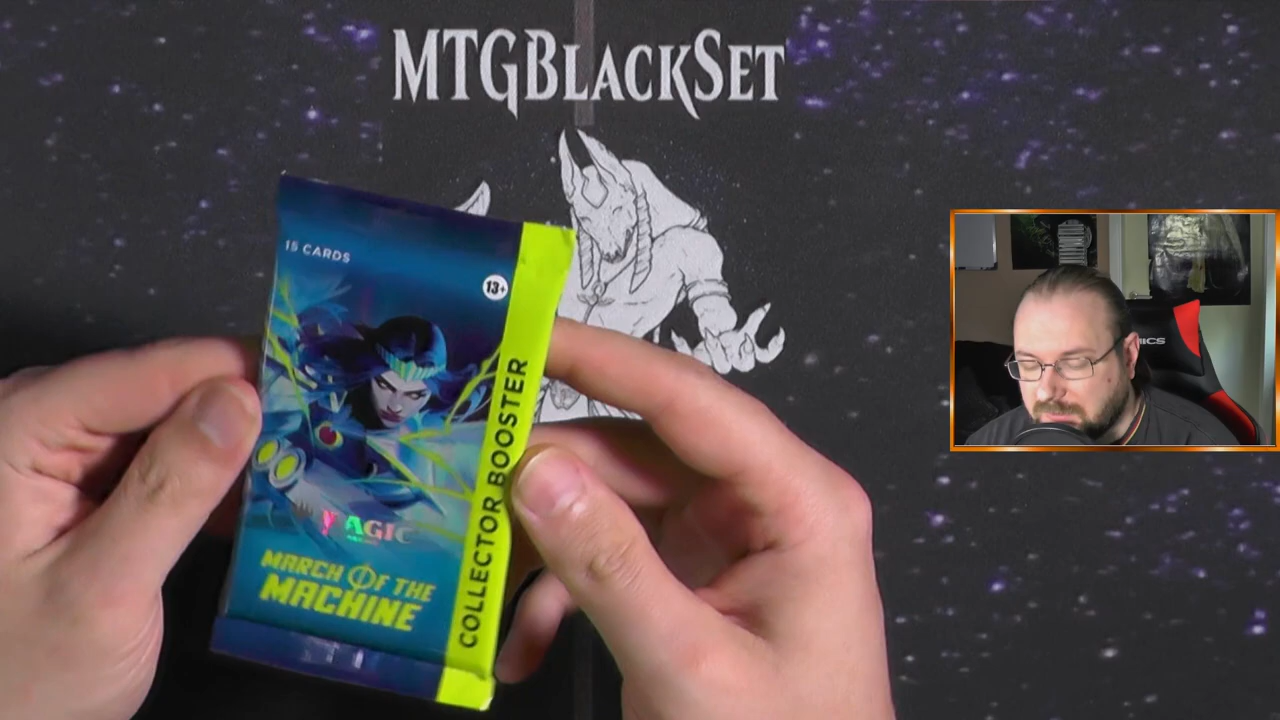 MTGBLACKSET
15 CARDS
13+
MAGIC
MARCH OF THE
MACHINE
COLLECTOR BOOSTER